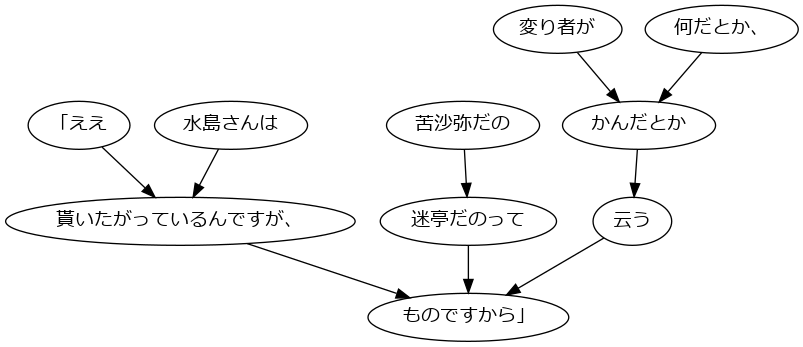 変り者が
何だとか、
「ええ
水島さんは
苦沙弥だの
かんだとか
貰いたがっているんですが、
迷亭だのって
云う
ものですから」